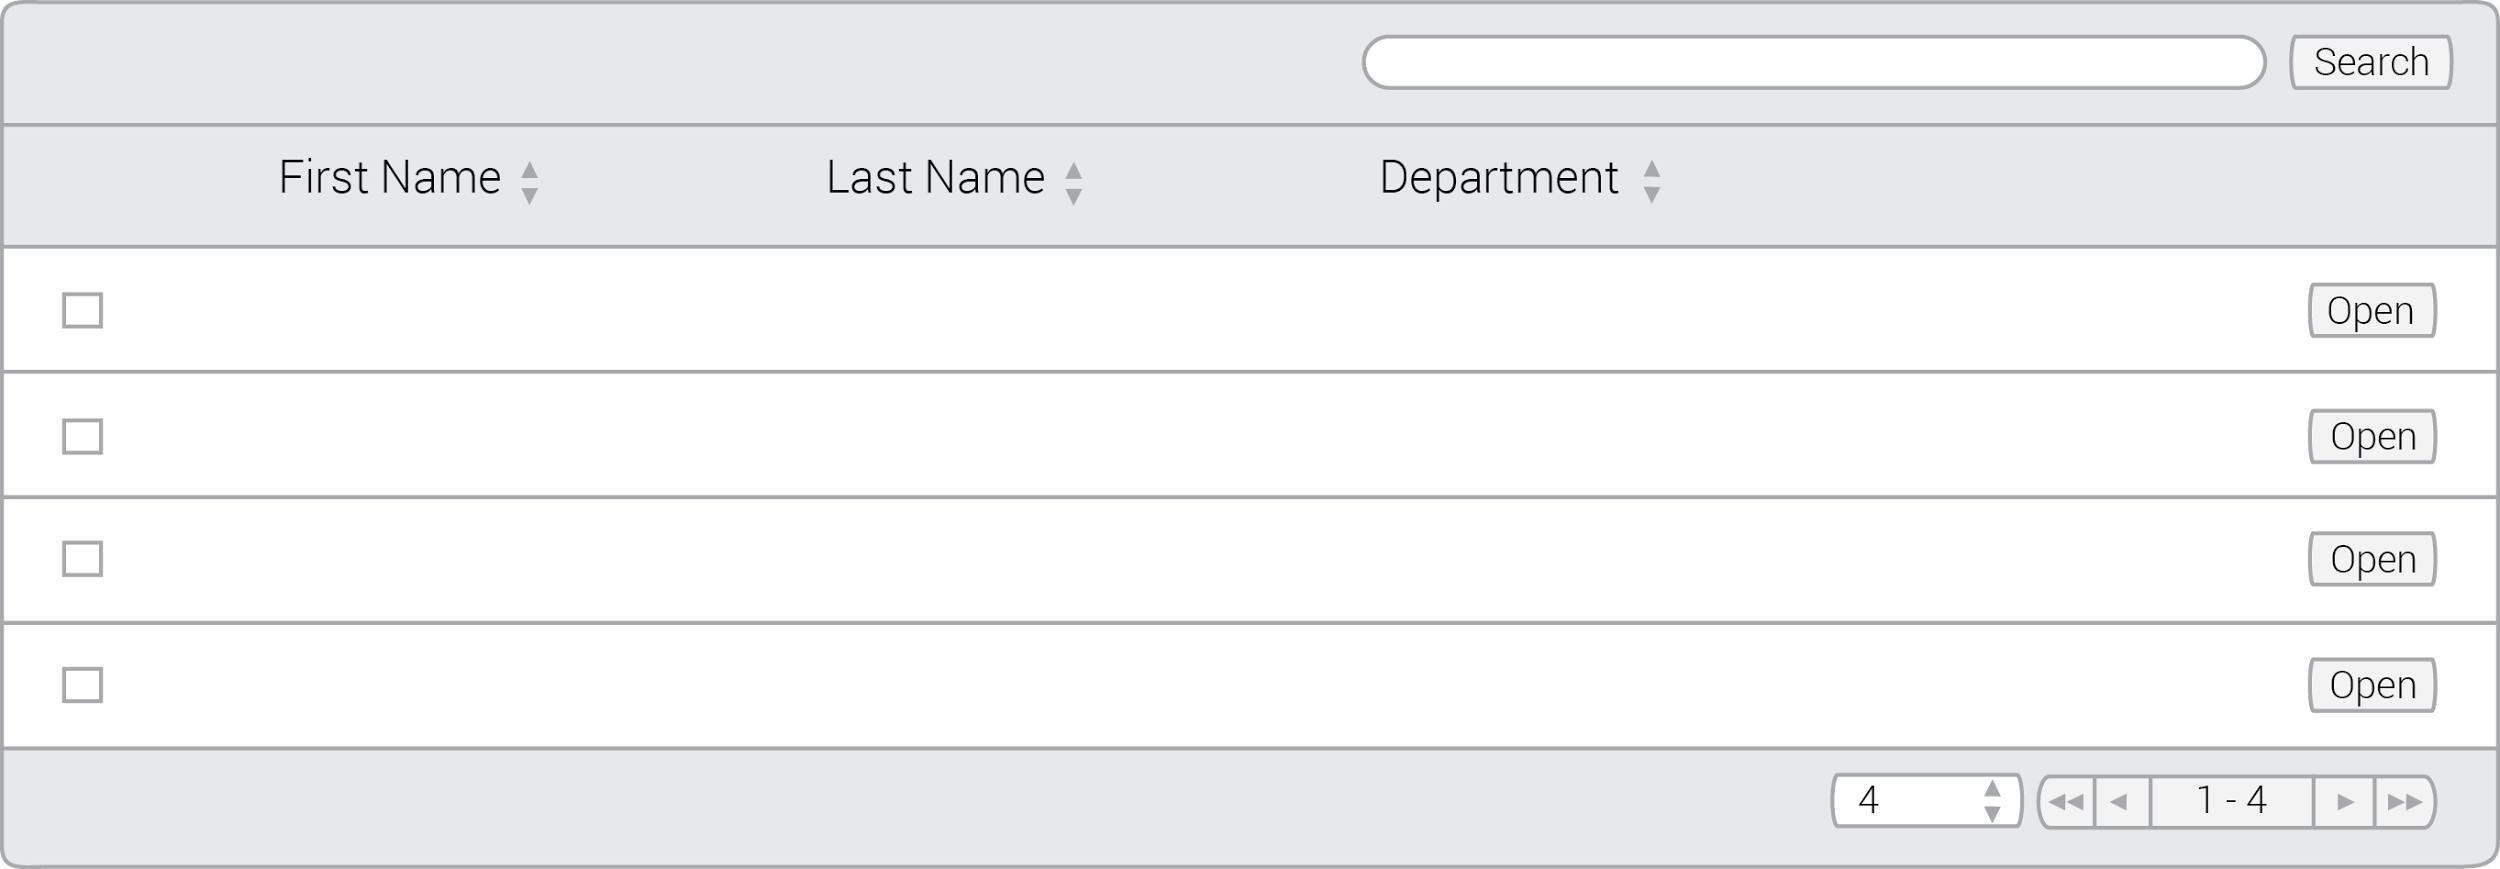 Search
First Name Last Name Department
Open
Open
Open
Open
4 1 - 4